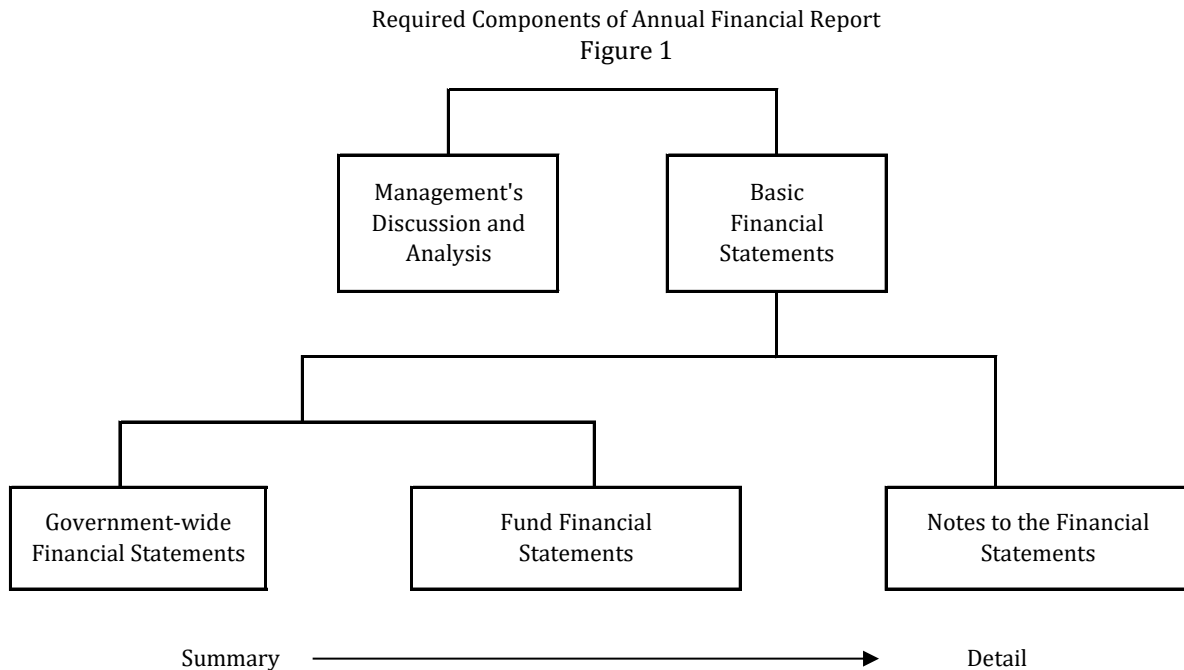 Required Components of Annual Financial Report
Figure 1
Management's
Discussion and
Analysis
Basic
Financial
Statements
Government-wide
Financial Statements
Fund Financial
Statements
Notes to the Financial
Statements
Summary
Detail